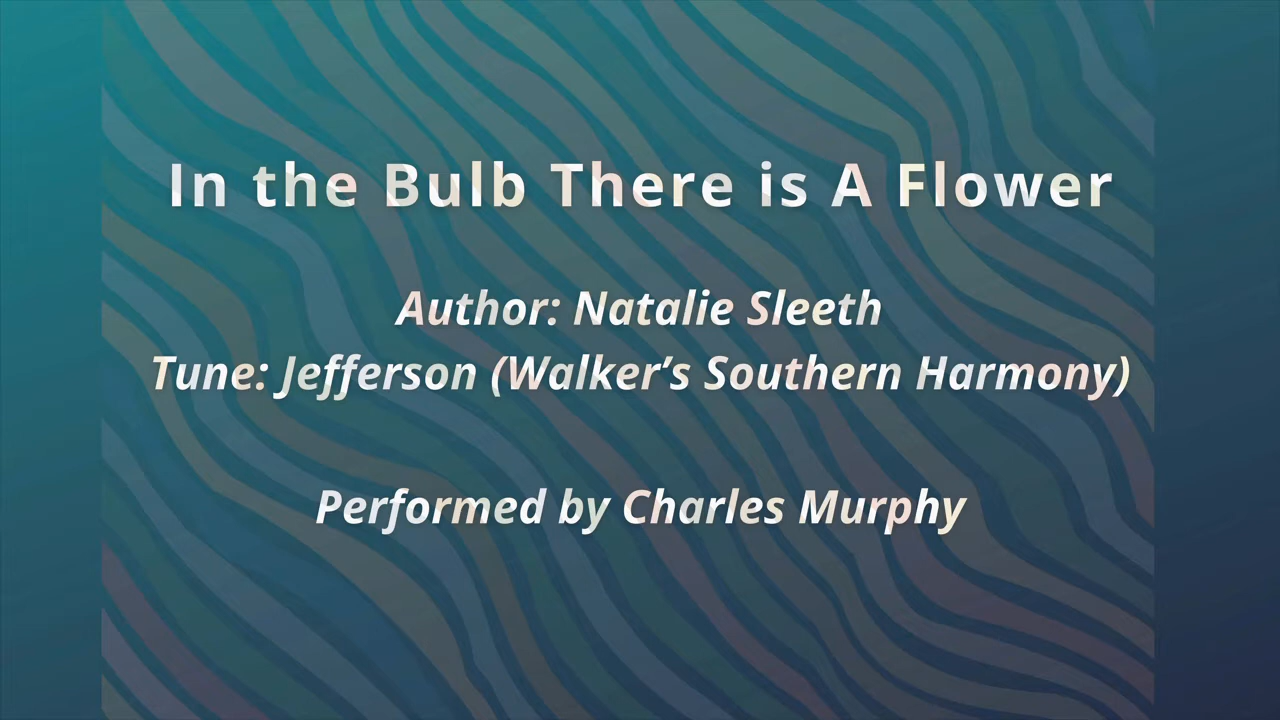 In the Bulb There is A Flower
Author: Natalie Sleeth
Tune: Jefferson (Walker’s Southern Harmony)
Performed by Charles Murphy